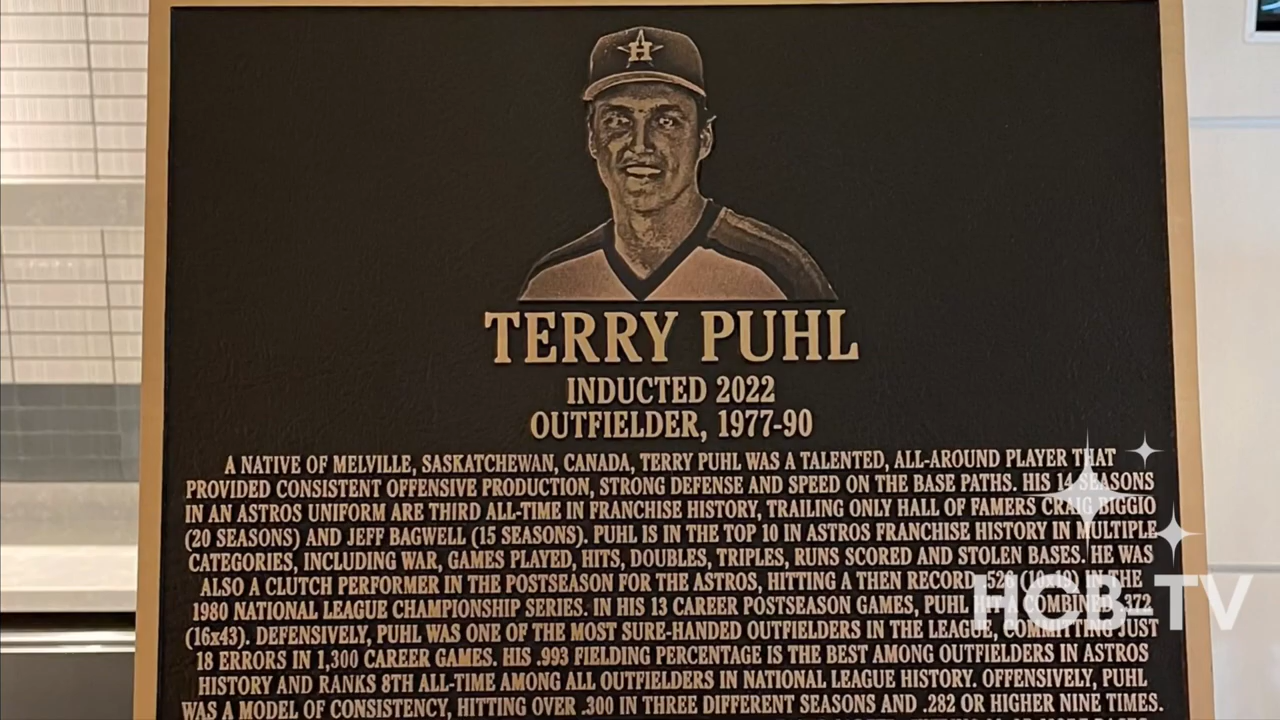 H
TERRY PUHL
INDUCTED 2022
OUTFIELDER, 1977-90
A NATIVE OF MELVILLE, SASKATCHEWAN, CANADA, TERRY PUHL WAS A TALENTED, ALL-AROUND PLAYER THAT
PROVIDED CONSISTENT OFFENSIVE PRODUCTION, STRONG DEFENSE AND SPEED ON THE BASE PATHS. HIS 14 SEASONS
IN AN ASTROS UNIFORM ARE THIRD ALL-TIME IN FRANCHISE HISTORY, TRAILING ONLY HALL OF FAMERS CRAIG BIGGIO
(20 SEASONS) AND JEFF BAGWELL (15 SEASONS). PUHL IS IN THE TOP 10 IN ASTROS FRANCHISE HISTORY IN MULTIPLE
CATEGORIES, INCLUDING WAR, GAMES PLAYED, HITS, DOUBLES, TRIPLES, RUNS SCORED AND STOLEN BASES. HE WAS
ALSO A CLUTCH PERFORMER IN THE POSTSEASON FOR THE ASTROS, HITTING A THEN RECORD .526 (10x19) IN THE
1980 NATIONAL LEAGUE CHAMPIONSHIP SERIES. IN HIS 13 CAREER POSTSEASON GAMES, PUHL HIT A COMBINED .372
(16x43). DEFENSIVELY, PUHL WAS ONE OF THE MOST SURE-HANDED OUTFIELDERS IN THE LEAGUE, COMMITTING JUST
18 ERRORS IN 1,300 CAREER GAMES. HIS .993 FIELDING PERCENTAGE IS THE BEST AMONG OUTFIELDERS IN ASTROS
HISTORY AND RANKS 8TH ALL-TIME AMONG ALL OUTFIELDERS IN NATIONAL LEAGUE HISTORY. OFFENSIVELY, PUHL
WAS A MODEL OF CONSISTENCY, HITTING OVER .300 IN THREE DIFFERENT SEASONS AND .282 OR HIGHER NINE TIMES.
HCB TV